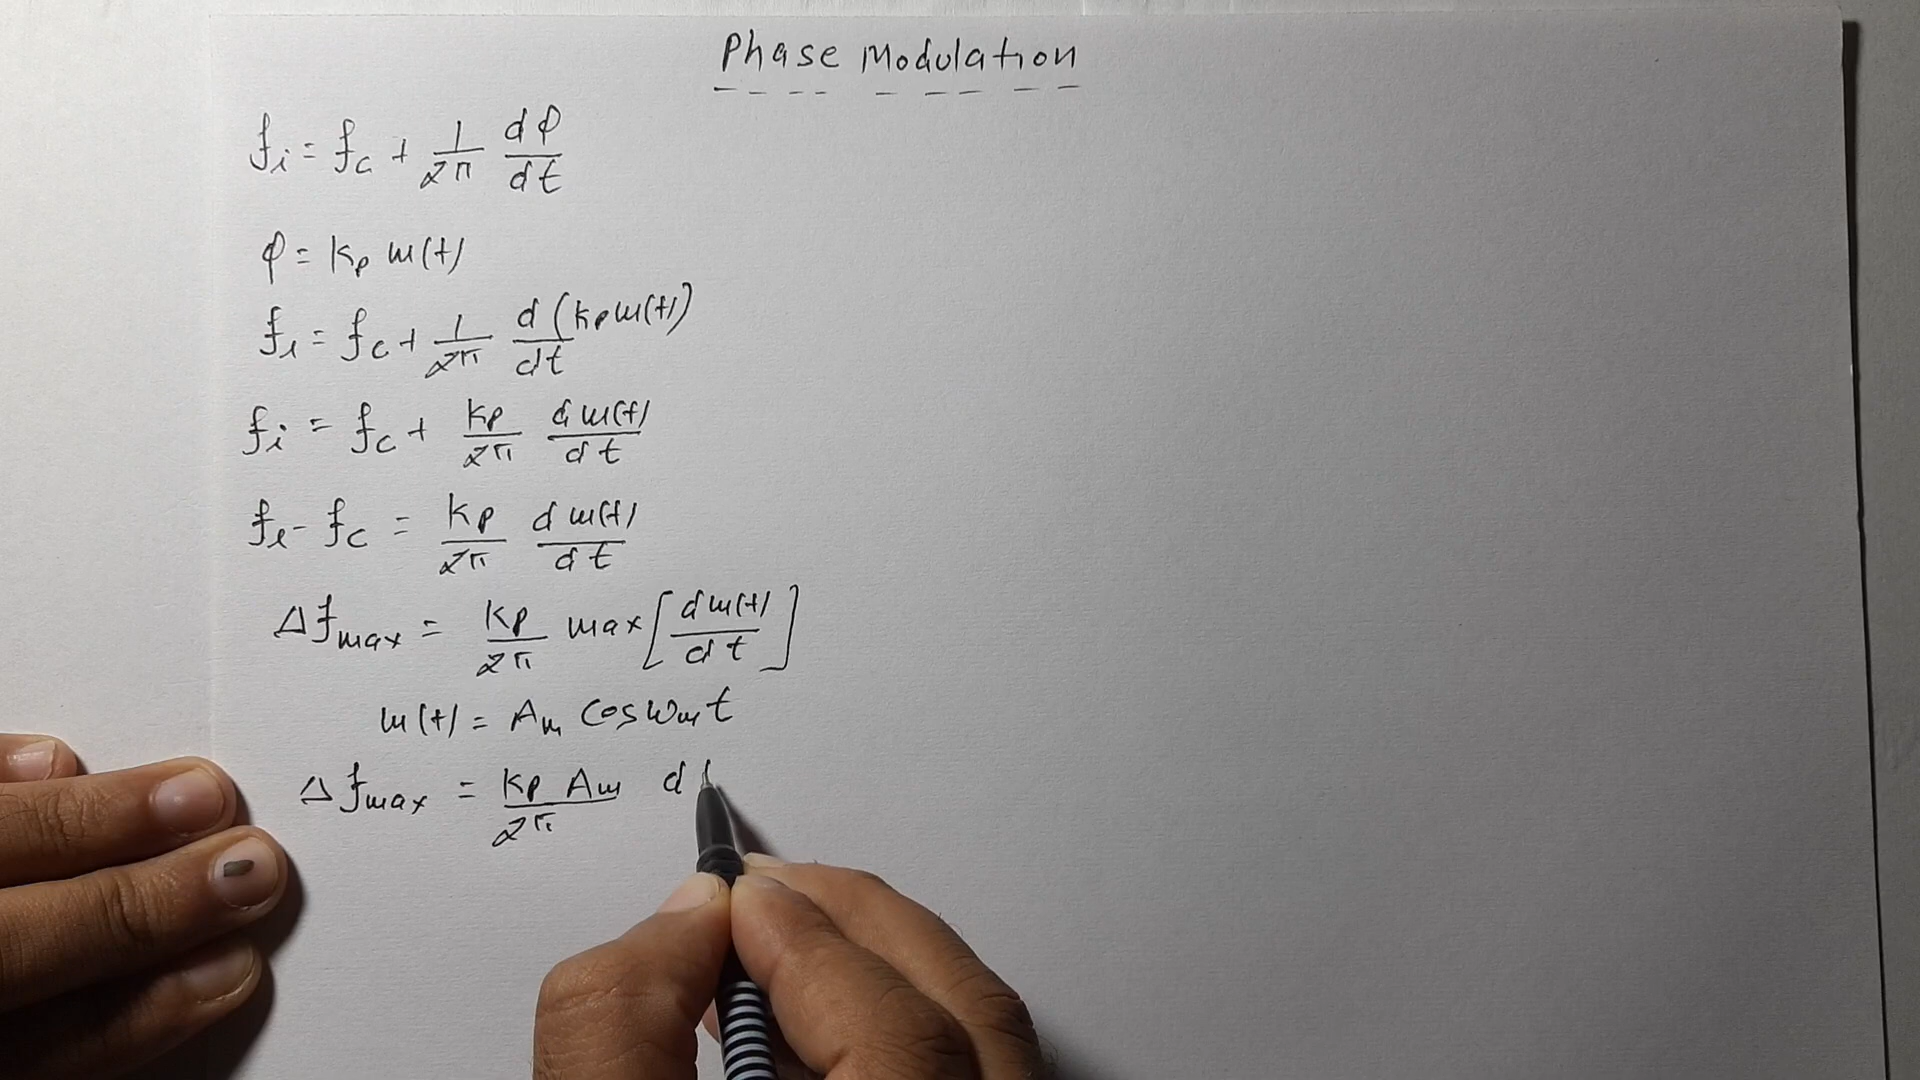 Phase Modulation
fi = fc + 1/2π dφ/dt
φ = Kp m(t)
fi = fc + 1/2π d/dt (Kp m(t))
fi = fc + Kp/2π dm(t)/dt
fi - fc = Kp/2π dm(t)/dt
Δfmax = Kp/2π max[dm(t)/dt]
m(t) = Am Cos ωmt
Δfmax = Kp Am/2π d